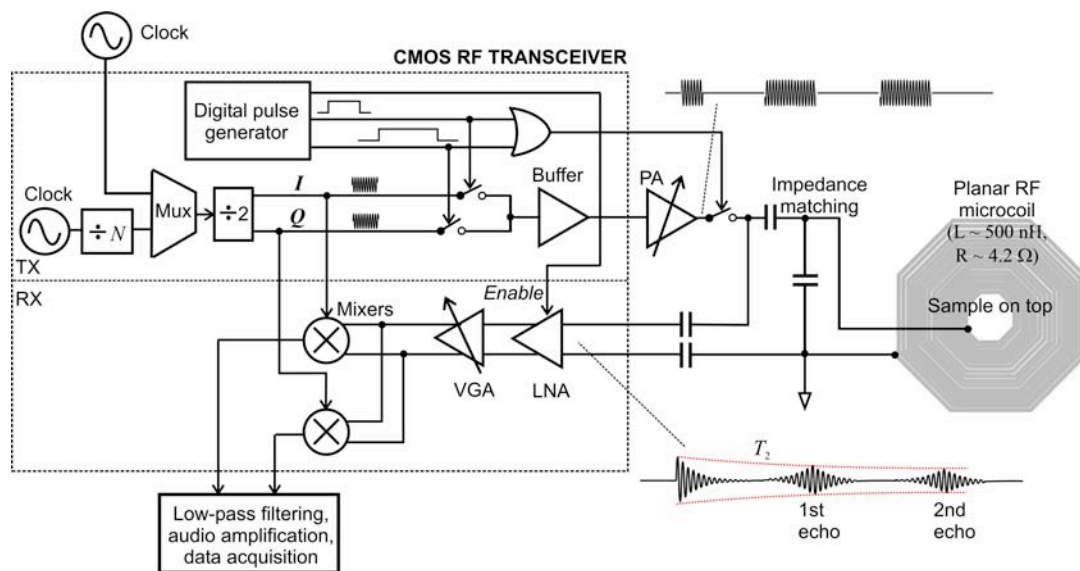 Clock
CMOS RF TRANSCEIVER
Digital pulse
generator
Clock
÷N
TX
Mux
÷2
I
Q
Buffer
PA
Impedance
matching
Planar RF
microcoil
(L ~ 500 nH,
R ~ 4.2 Ω)
Sample on top
RX
Mixers
Enable
VGA
LNA
T2
1st
echo
2nd
echo
Low-pass filtering,
audio amplification,
data acquisition